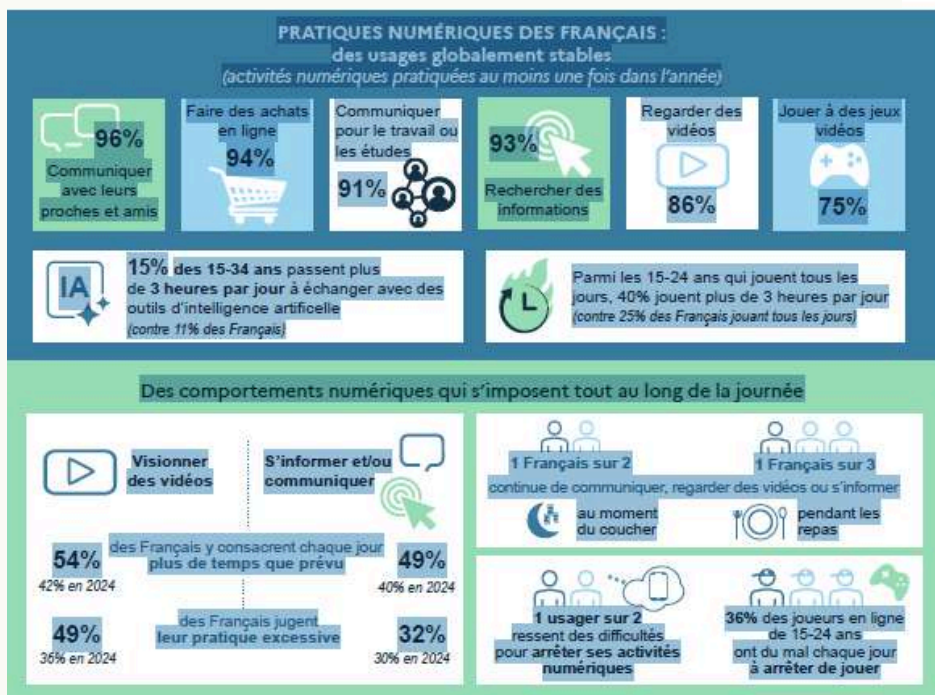 PRATIQUES NUMÉRIQUES DES FRANÇAIS :
des usages globalement stables
(activités numériques pratiquées au moins une fois dans l'année)
96%
Communiquer
avec leurs
proches et amis
Faire des achats
en ligne
94%
Communiquer
pour le travail ou
les études
91%
93%
Rechercher des
informations
Regarder des
vidéos
86%
Jouer à des jeux
vidéos
75%
IA
15% des 15-34 ans passent plus
de 3 heures par jour à échanger avec des
outils d'intelligence artificelle
(contre 11% des Français)
Parmi les 15-24 ans qui jouent tous les
jours, 40% jouent plus de 3 heures par jour
(contre 25% des Français jouant tous les jours)
Des comportements numériques qui s'imposent tout au long de la journée
Visionner
des vidéos
S'informer et/ou
communiquer
54%
42% en 2024
des Français y consacrent chaque jour
plus de temps que prévu
49%
40% en 2024
49%
36% en 2024
des Français jugent
leur pratique excessive
32%
30% en 2024
1 Français sur 2
1 Français sur 3
continue de communiquer, regarder des vidéos ou s'informer
au moment
du coucher
pendant les
repas
1 usager sur 2
ressent des difficultés
pour arrêter ses activités
numériques
36% des joueurs en ligne
de 15-24 ans
ont du mal chaque jour
à arrêter de jouer